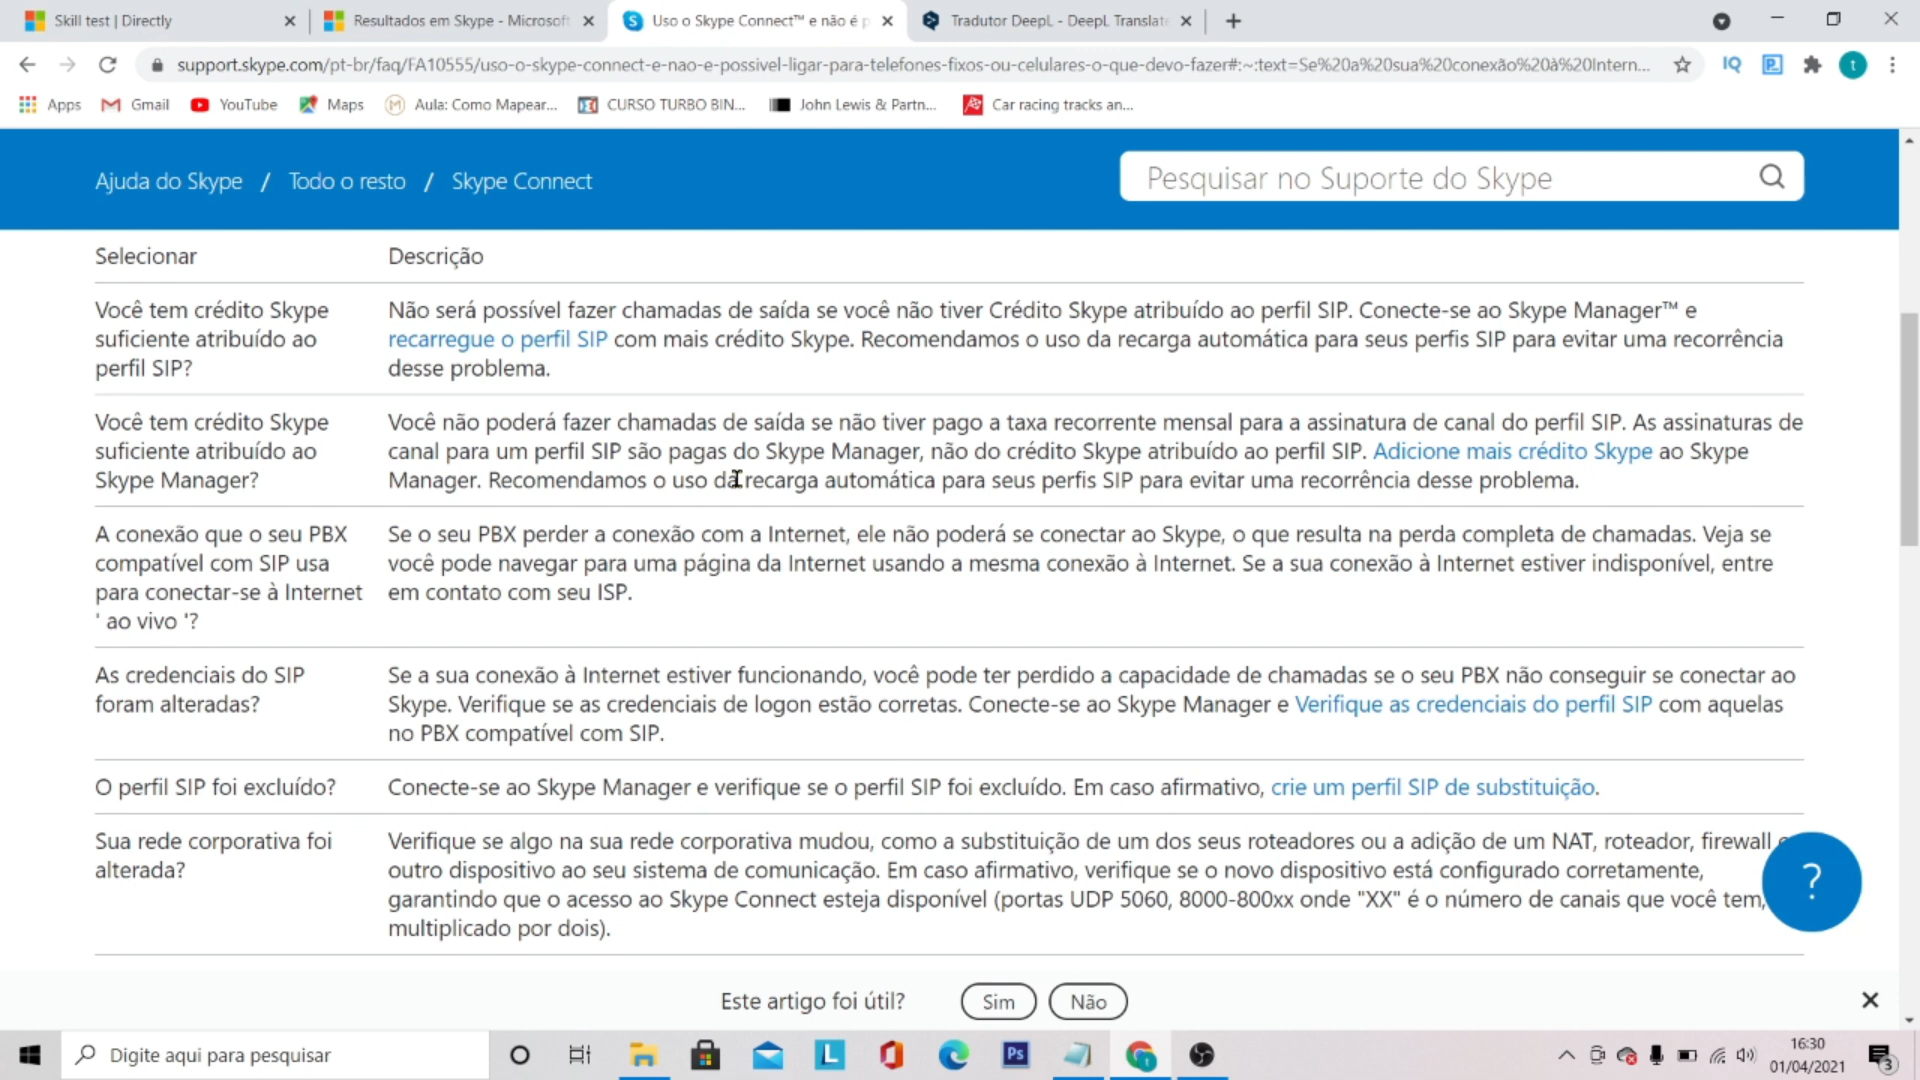 Skill test | Directly
Resultados em Skype - Microsoft
Uso o Skype Connect™ e não é p
Tradutor DeepL - DeepL Translate
support.skype.com/pt-br/faq/FA10555/uso-o-skype-connect-e-nao-e-possivel-ligar-para-telefones-fixos-ou-celulares-o-que-devo-fazer#:~:text=Se%20a%20sua%20conexão%20à%20Intern...
IQ
t
Apps
Gmail
YouTube
Maps
Aula: Como Mapear...
CURSO TURBO BIN...
John Lewis & Partn...
Car racing tracks an...
Ajuda do Skype / Todo o resto / Skype Connect
Pesquisar no Suporte do Skype
Selecionar
Descrição
Você tem crédito Skype
suficiente atribuído ao
perfil SIP?
Não será possível fazer chamadas de saída se você não tiver Crédito Skype atribuído ao perfil SIP. Conecte-se ao Skype Manager™ e
recarregue o perfil SIP com mais crédito Skype. Recomendamos o uso da recarga automática para seus perfis SIP para evitar uma recorrência
desse problema.
Você tem crédito Skype
suficiente atribuído ao
Skype Manager?
Você não poderá fazer chamadas de saída se não tiver pago a taxa recorrente mensal para a assinatura de canal do perfil SIP. As assinaturas de
canal para um perfil SIP são pagas do Skype Manager, não do crédito Skype atribuído ao perfil SIP. Adicione mais crédito Skype ao Skype
Manager. Recomendamos o uso da recarga automática para seus perfis SIP para evitar uma recorrência desse problema.
A conexão que o seu PBX
compatível com SIP usa
para conectar-se à Internet
' ao vivo '?
Se o seu PBX perder a conexão com a Internet, ele não poderá se conectar ao Skype, o que resulta na perda completa de chamadas. Veja se
você pode navegar para uma página da Internet usando a mesma conexão à Internet. Se a sua conexão à Internet estiver indisponível, entre
em contato com seu ISP.
As credenciais do SIP
foram alteradas?
Se a sua conexão à Internet estiver funcionando, você pode ter perdido a capacidade de chamadas se o seu PBX não conseguir se conectar ao
Skype. Verifique se as credenciais de logon estão corretas. Conecte-se ao Skype Manager e Verifique as credenciais do perfil SIP com aquelas
no PBX compatível com SIP.
O perfil SIP foi excluído?
Conecte-se ao Skype Manager e verifique se o perfil SIP foi excluído. Em caso afirmativo, crie um perfil SIP de substituição.
Sua rede corporativa foi
alterada?
Verifique se algo na sua rede corporativa mudou, como a substituição de um dos seus roteadores ou a adição de um NAT, roteador, firewall
outro dispositivo ao seu sistema de comunicação. Em caso afirmativo, verifique se o novo dispositivo está configurado corretamente,
garantindo que o acesso ao Skype Connect esteja disponível (portas UDP 5060, 8000-800xx onde "XX" é o número de canais que você tem,
multiplicado por dois).
?
Este artigo foi útil?
Sim
Não
Digite aqui para pesquisar
L
Ps
16:30
01/04/2021
3